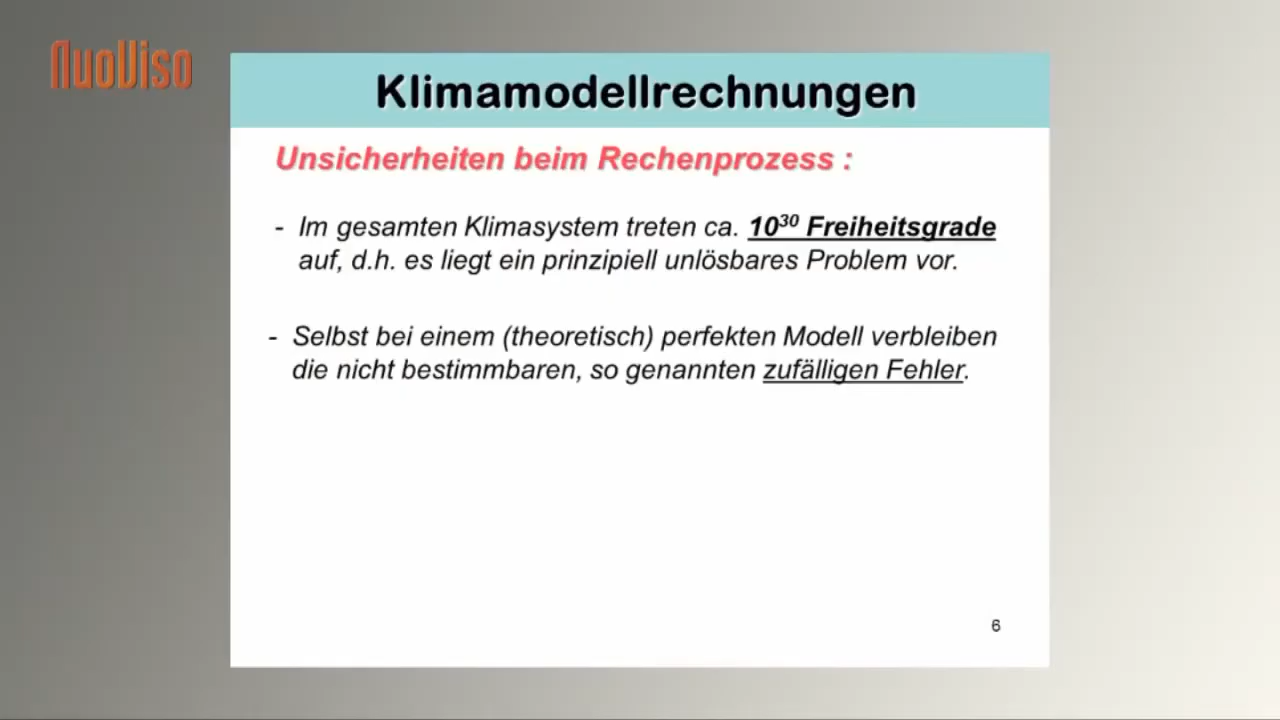 NuoViso
Klimamodellrechnungen
Unsicherheiten beim Rechenprozess :
- Im gesamten Klimasystem treten ca. 10³⁰ Freiheitsgrade
auf, d.h. es liegt ein prinzipiell unlösbares Problem vor.
- Selbst bei einem (theoretisch) perfekten Modell verbleiben
die nicht bestimmbaren, so genannten zufälligen Fehler.
6